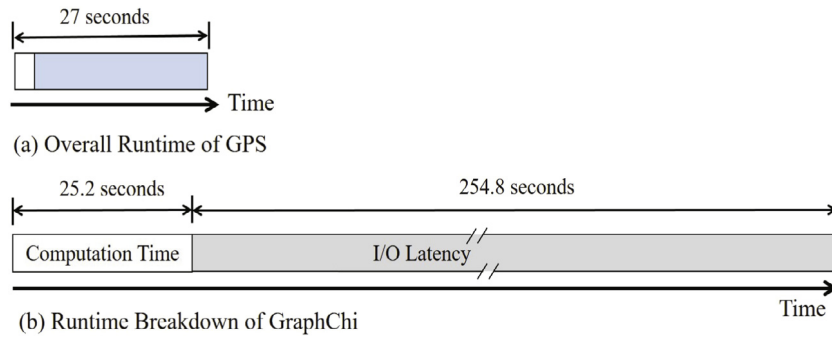 27 seconds
Time
(a) Overall Runtime of GPS
25.2 seconds
254.8 seconds
Computation Time
I/O Latency
Time
(b) Runtime Breakdown of GraphChi